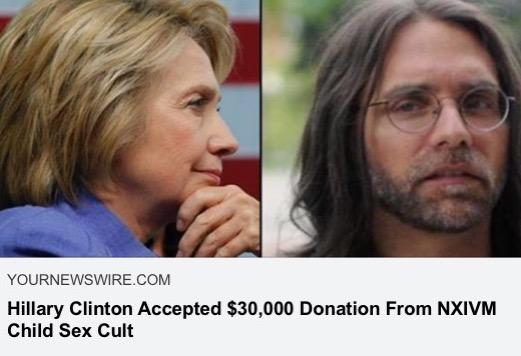 YOURNEWSWIRE.COM
Hillary Clinton Accepted $30,000 Donation From NXIVM
Child Sex Cult